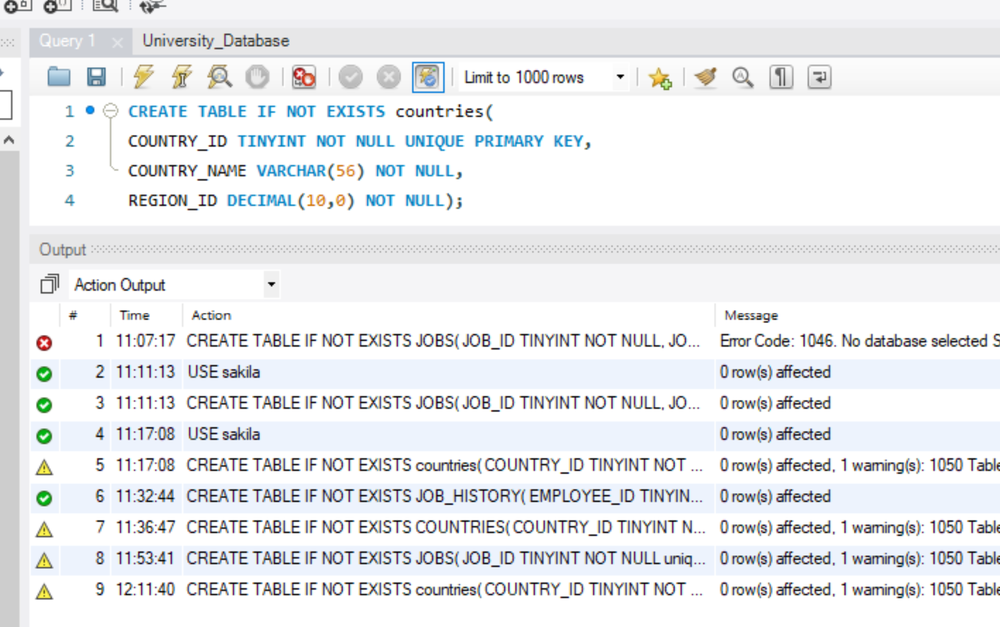 Query 1
University_Database
Limit to 1000 rows
1 CREATE TABLE IF NOT EXISTS countries(
2 COUNTRY_ID TINYINT NOT NULL UNIQUE PRIMARY KEY,
3 COUNTRY_NAME VARCHAR(56) NOT NULL,
4 REGION_ID DECIMAL(10,0) NOT NULL);
Output
Action Output
# Time Action Message
1 11:07:17 CREATE TABLE IF NOT EXISTS JOBS( JOB_ID TINYINT NOT NULL, JO... Error Code: 1046. No database selected S
2 11:11:13 USE sakila 0 row(s) affected
3 11:11:13 CREATE TABLE IF NOT EXISTS JOBS( JOB_ID TINYINT NOT NULL, JO... 0 row(s) affected
4 11:17:08 USE sakila 0 row(s) affected
5 11:17:08 CREATE TABLE IF NOT EXISTS countries( COUNTRY_ID TINYINT NOT ... 0 row(s) affected, 1 warning(s): 1050 Table
6 11:32:44 CREATE TABLE IF NOT EXISTS JOB_HISTORY( EMPLOYEE_ID TINYIN... 0 row(s) affected
7 11:36:47 CREATE TABLE IF NOT EXISTS COUNTRIES( COUNTRY_ID TINYINT N... 0 row(s) affected, 1 warning(s): 1050 Table
8 11:53:41 CREATE TABLE IF NOT EXISTS JOBS( JOB_ID TINYINT NOT NULL uniq... 0 row(s) affected, 1 warning(s): 1050 Table
9 12:11:40 CREATE TABLE IF NOT EXISTS countries( COUNTRY_ID TINYINT NOT ... 0 row(s) affected, 1 warning(s): 1050 Table